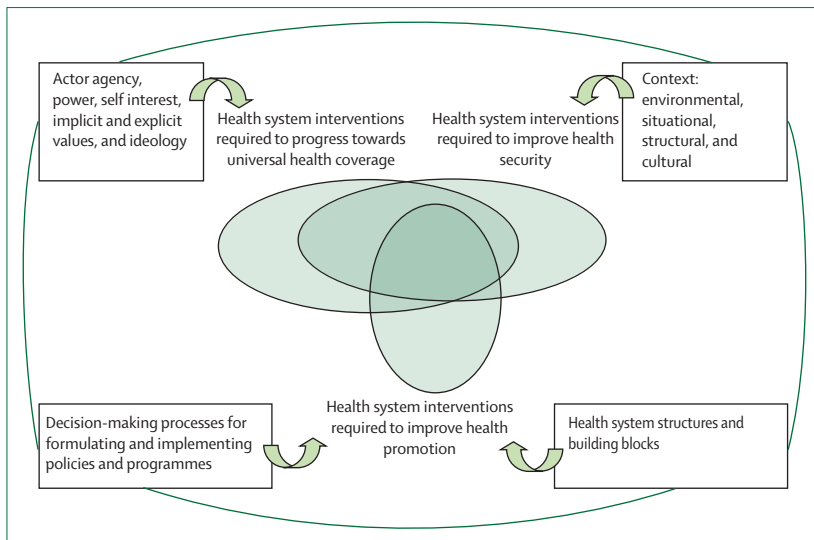 Actor agency,
power, self interest,
implicit and explicit
values, and ideology
Health system interventions
required to progress towards
universal health coverage
Health system interventions
required to improve health
security
Context:
environmental,
situational,
structural, and
cultural
Decision-making processes for
formulating and implementing
policies and programmes
Health system interventions
required to improve health
promotion
Health system structures and
building blocks